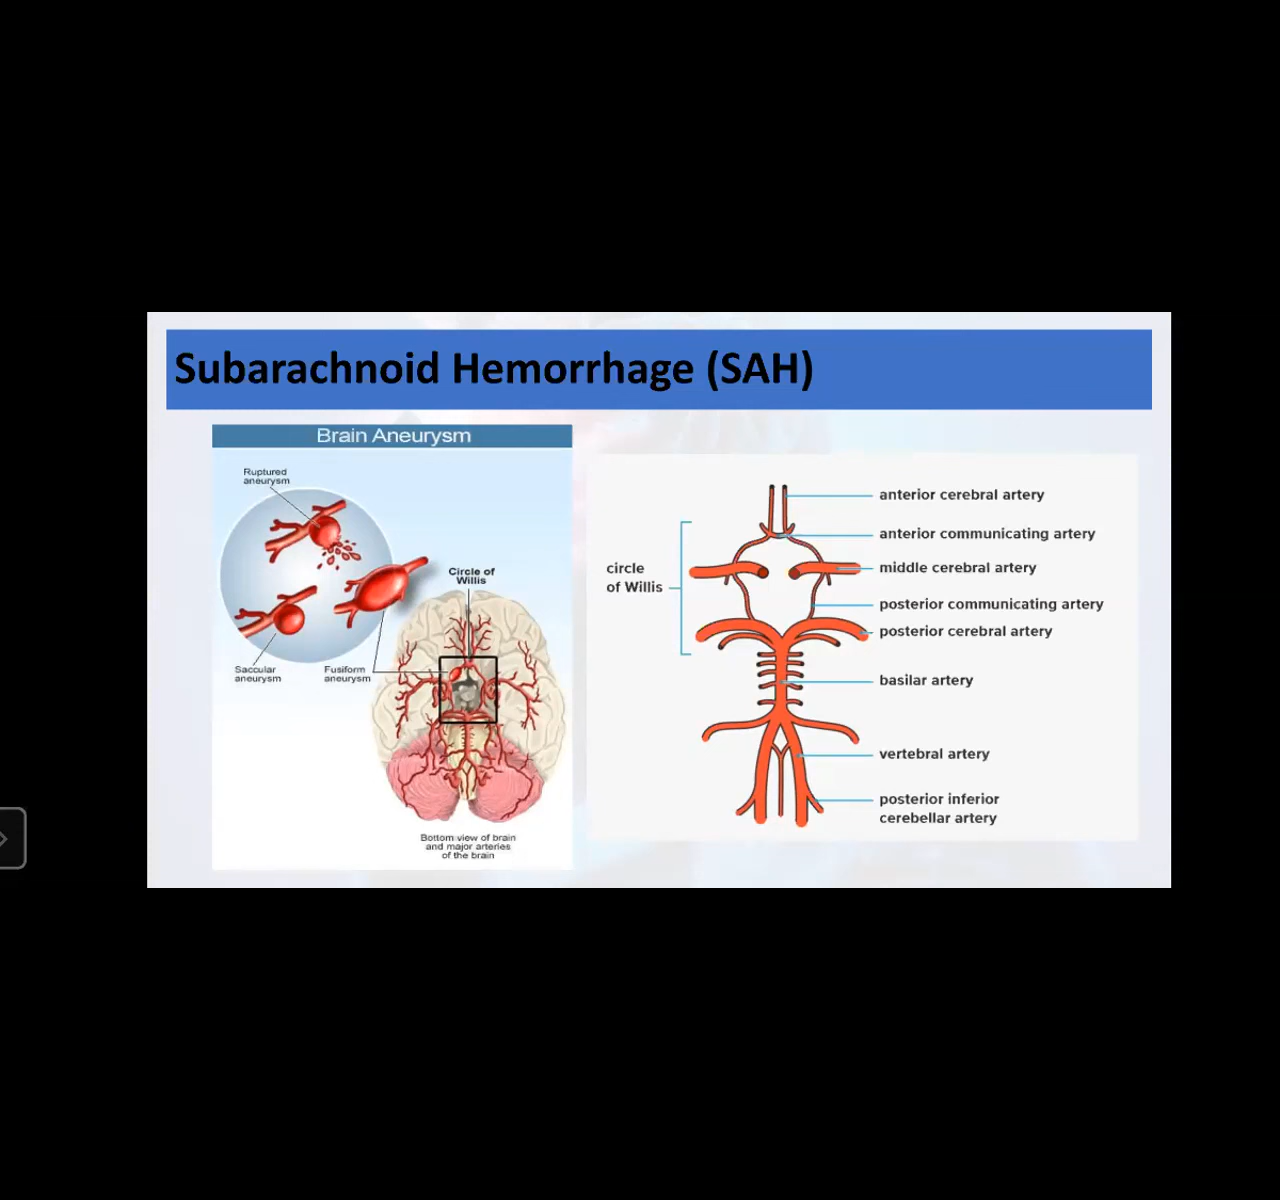 Subarachnoid Hemorrhage (SAH)
Brain Aneurysm
Ruptured
aneurysm
Circle of
Willis
Saccular
aneurysm
Fusiform
aneurysm
Bottom view of brain
and major arteries
of the brain
circle
of Willis
anterior cerebral artery
anterior communicating artery
middle cerebral artery
posterior communicating artery
posterior cerebral artery
basilar artery
vertebral artery
posterior inferior
cerebellar artery